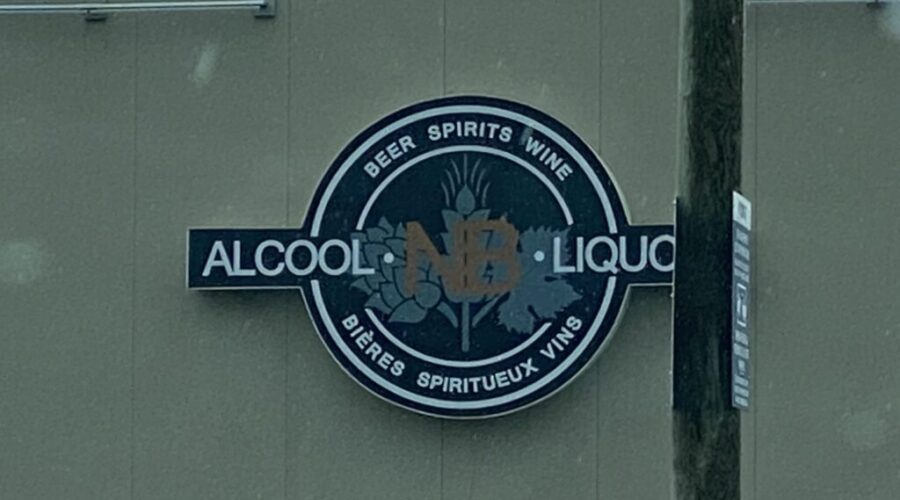 BEER SPIRITS WINE
ALCOOL · NB · LIQUO
BIÈRES SPIRITUEUX VINS